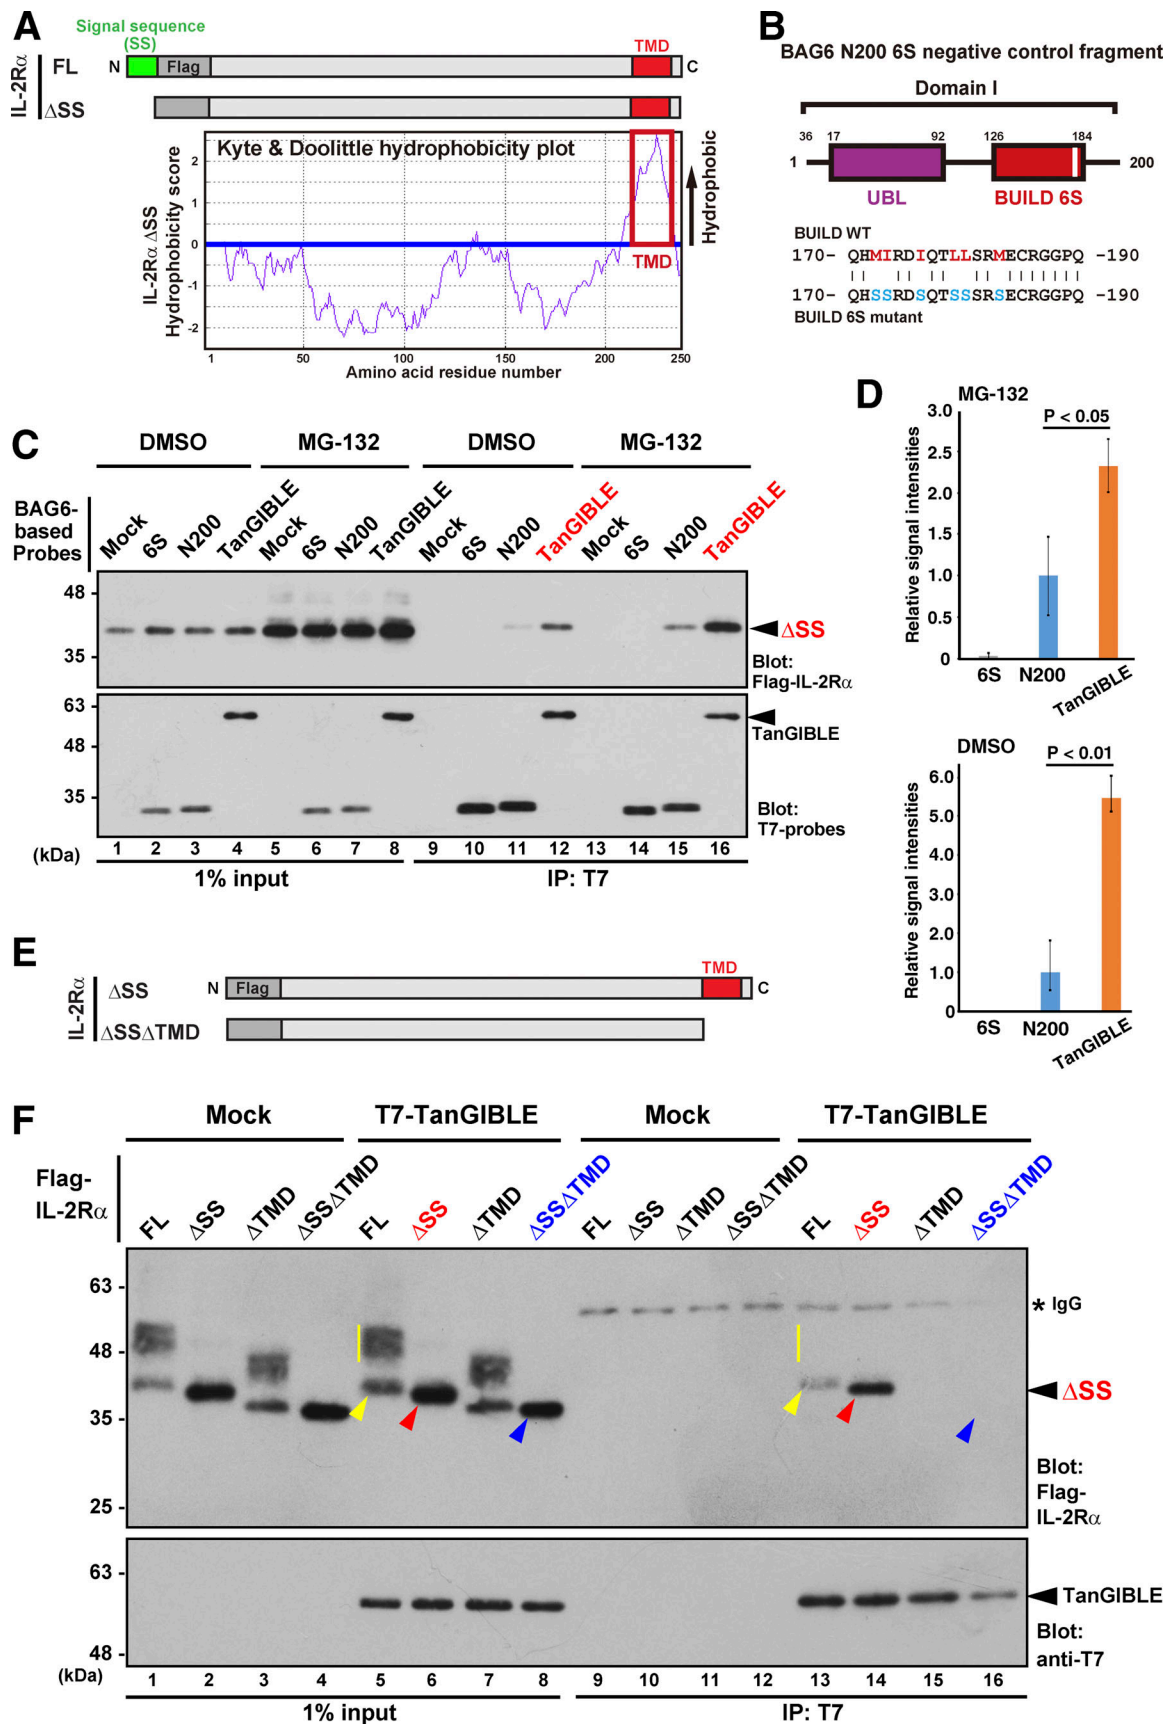 A
Signal sequence
(SS)
TMD
IL-2Rα
FL
N
Flag
C
ΔSS
Kyte & Doolittle hydrophobicity plot
IL-2Rα ΔSS
Hydrophobicity score
2
1
0
-1
-2
TMD
Hydrophobic
1
50
100
150
200
250
Amino acid residue number
B
BAG6 N200 6S negative control fragment
Domain I
36 17 92 126 184
1
200
UBL
BUILD 6S
BUILD WT
170- QHMIRDIQTLLSRMECRGGPQ -190
170- QHSSRDSQTSSSRSECRGGPQ -190
BUILD 6S mutant
C
DMSO MG-132 DMSO MG-132
BAG6-
based
Probes
Mock 6S N200 TanGIBLE Mock 6S N200 TanGIBLE Mock 6S N200 TanGIBLE Mock 6S N200 TanGIBLE
48 -
35 -
ΔSS
Blot:
Flag-IL-2Rα
63 -
48 -
35 -
TanGIBLE
Blot:
T7-probes
(kDa)
1 2 3 4 5 6 7 8 9 10 11 12 13 14 15 16
1% input
IP: T7
D
MG-132
Relative signal intensities
3.0
2.5
2.0
1.0
0.5
0
P < 0.05
6S N200 TanGIBLE
DMSO
Relative signal intensities
6.0
5.0
4.0
2.0
1.0
0
P < 0.01
6S N200 TanGIBLE
E
IL-2Rα
ΔSS
N
Flag
TMD
C
ΔSSΔTMD
F
Mock T7-TanGIBLE Mock T7-TanGIBLE
Flag-
IL-2Rα
FL ΔSS ΔTMD ΔSSΔTMD FL ΔSS ΔTMD ΔSSΔTMD FL ΔSS ΔTMD ΔSSΔTMD FL ΔSS ΔTMD ΔSSΔTMD
63 -
48 -
35 -
25 -
* IgG
ΔSS
Blot:
Flag-
IL-2Rα
63 -
48 -
TanGIBLE
Blot:
anti-T7
(kDa)
1 2 3 4 5 6 7 8 9 10 11 12 13 14 15 16
1% input
IP: T7